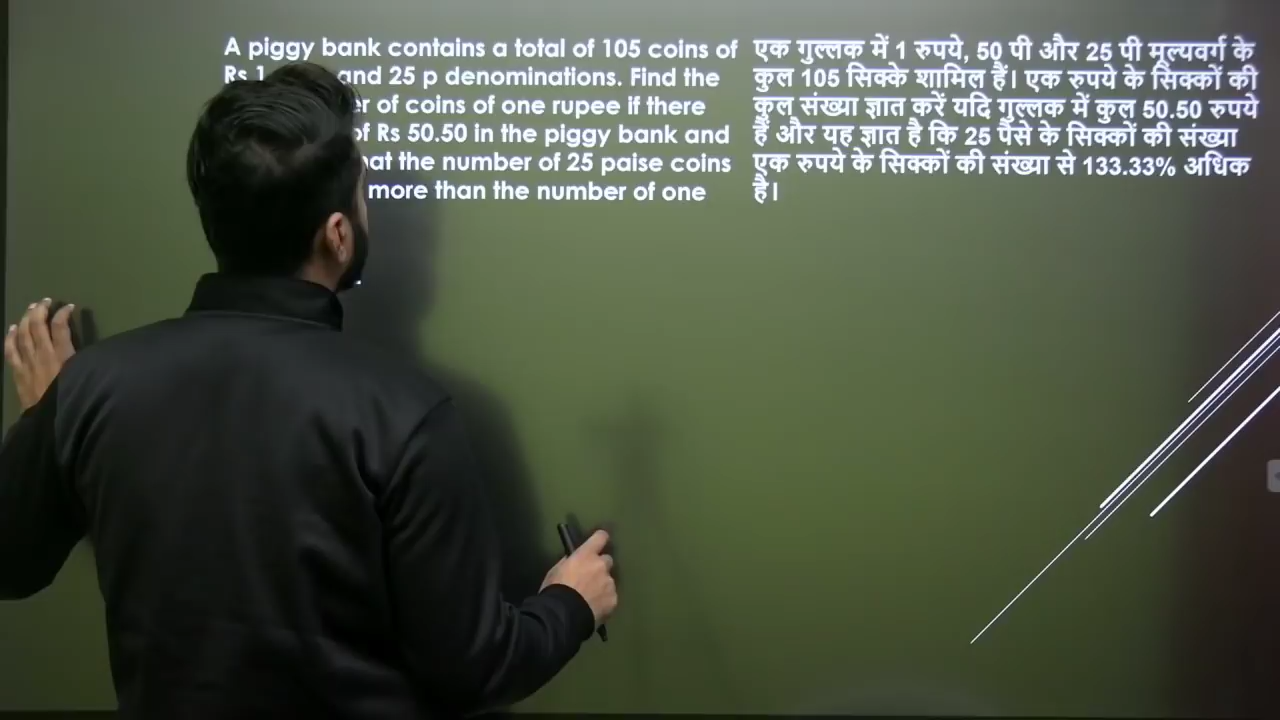 A piggy bank contains a total of 105 coins of
Rs 1 and 25 p denominations. Find the
of coins of one rupee if there
of Rs 50.50 in the piggy bank and
the number of 25 paise coins
more than the number of one
एक गुल्लक में 1 रुपये, 50 पी और 25 पी मूल्यवर्ग के
कुल 105 सिक्के शामिल हैं। एक रुपये के सिक्कों की
कुल संख्या ज्ञात करें यदि गुल्लक में कुल 50.50 रुपये
हैं और यह ज्ञात है कि 25 पैसे के सिक्कों की संख्या
एक रुपये के सिक्कों की संख्या से 133.33% अधिक
है।